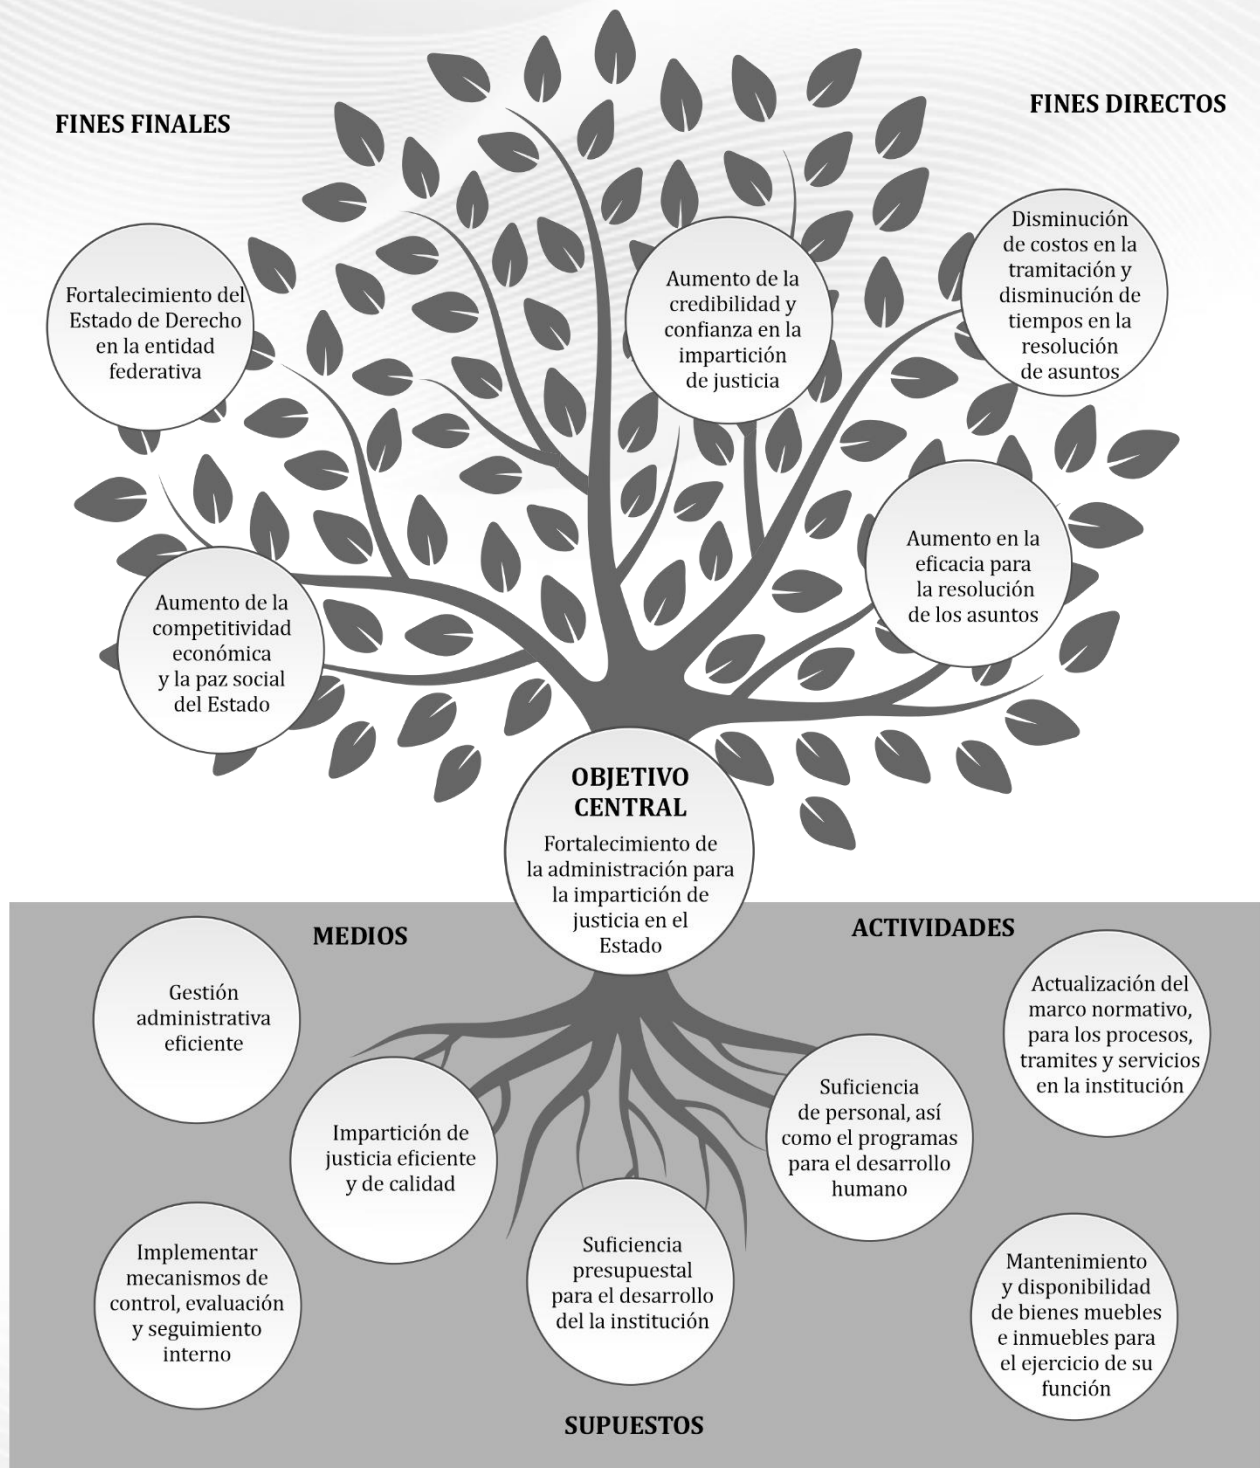 FINES FINALES
FINES DIRECTOS
Fortalecimiento del
Estado de Derecho
en la entidad
federativa
Aumento de la
credibilidad y
confianza en la
impartición
de justicia
Disminución
de costos en la
tramitación y
disminución de
tiempos en la
resolución
de asuntos
Aumento de la
competitividad
económica
y la paz social
del Estado
Aumento en la
eficacia para
la resolución
de los asuntos
OBJETIVO
CENTRAL
Fortalecimiento de
la administración para
la impartición de
justicia en el
Estado
MEDIOS
ACTIVIDADES
Gestión
administrativa
eficiente
Impartición de
justicia eficiente
y de calidad
Suficiencia
de personal, así
como el programas
para el desarrollo
humano
Actualización del
marco normativo,
para los procesos,
tramites y servicios
en la institución
Implementar
mecanismos de
control, evaluación
y seguimiento
interno
Suficiencia
presupuestal
para el desarrollo
del la institución
Mantenimiento
y disponibilidad
de bienes muebles
e inmuebles para
el ejercicio de su
función
SUPUESTOS